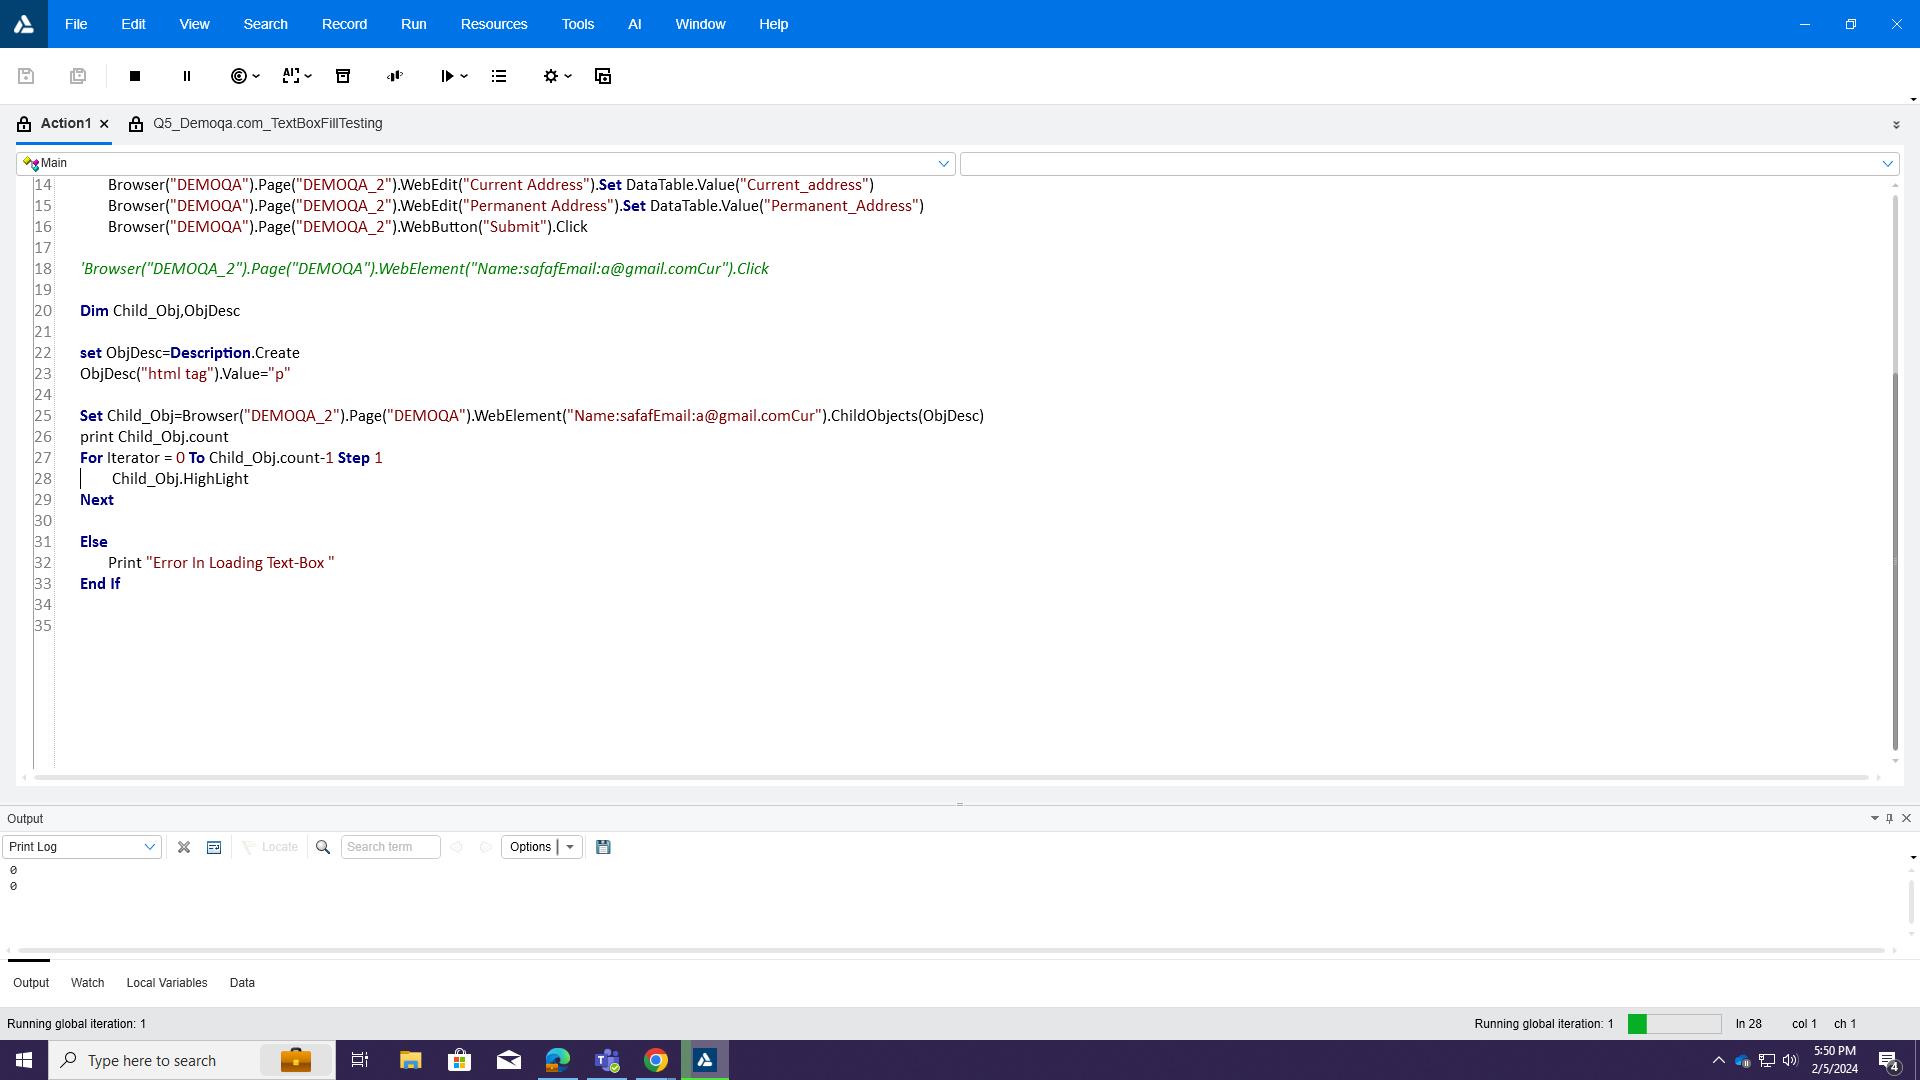 File Edit View Search Record Run Resources Tools AI Window Help
Action1 Q5_Demoqa.com_TextBoxFillTesting
Main
14 Browser("DEMOQA").Page("DEMOQA_2").WebEdit("Current Address").Set DataTable.Value("Current_address")
15 Browser("DEMOQA").Page("DEMOQA_2").WebEdit("Permanent Address").Set DataTable.Value("Permanent_Address")
16 Browser("DEMOQA").Page("DEMOQA_2").WebButton("Submit").Click
17
18 'Browser("DEMOQA_2").Page("DEMOQA").WebElement("Name:safafEmail:a@gmail.comCur").Click
19
20 Dim Child_Obj,ObjDesc
21
22 set ObjDesc=Description.Create
23 ObjDesc("html tag").Value="p"
24
25 Set Child_Obj=Browser("DEMOQA_2").Page("DEMOQA").WebElement("Name:safafEmail:a@gmail.comCur").ChildObjects(ObjDesc)
26 print Child_Obj.count
27 For Iterator = 0 To Child_Obj.count-1 Step 1
28 Child_Obj.HighLight
29 Next
30
31 Else
32 Print "Error In Loading Text-Box "
33 End If
34
35
Output
Print Log Locate Search term Options
0
0
Output Watch Local Variables Data
Running global iteration: 1 Running global iteration: 1 ln 28 col 1 ch 1
Type here to search 5:50 PM
2/5/2024 4